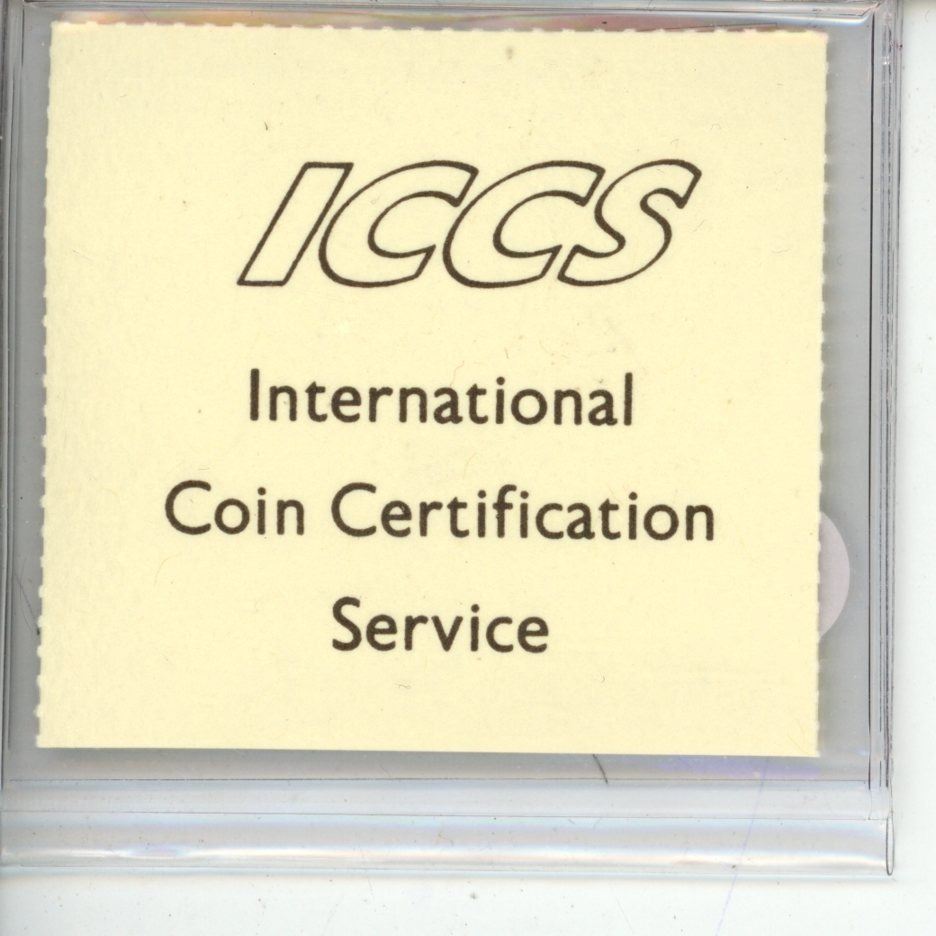 ICCS
International
Coin Certification
Service